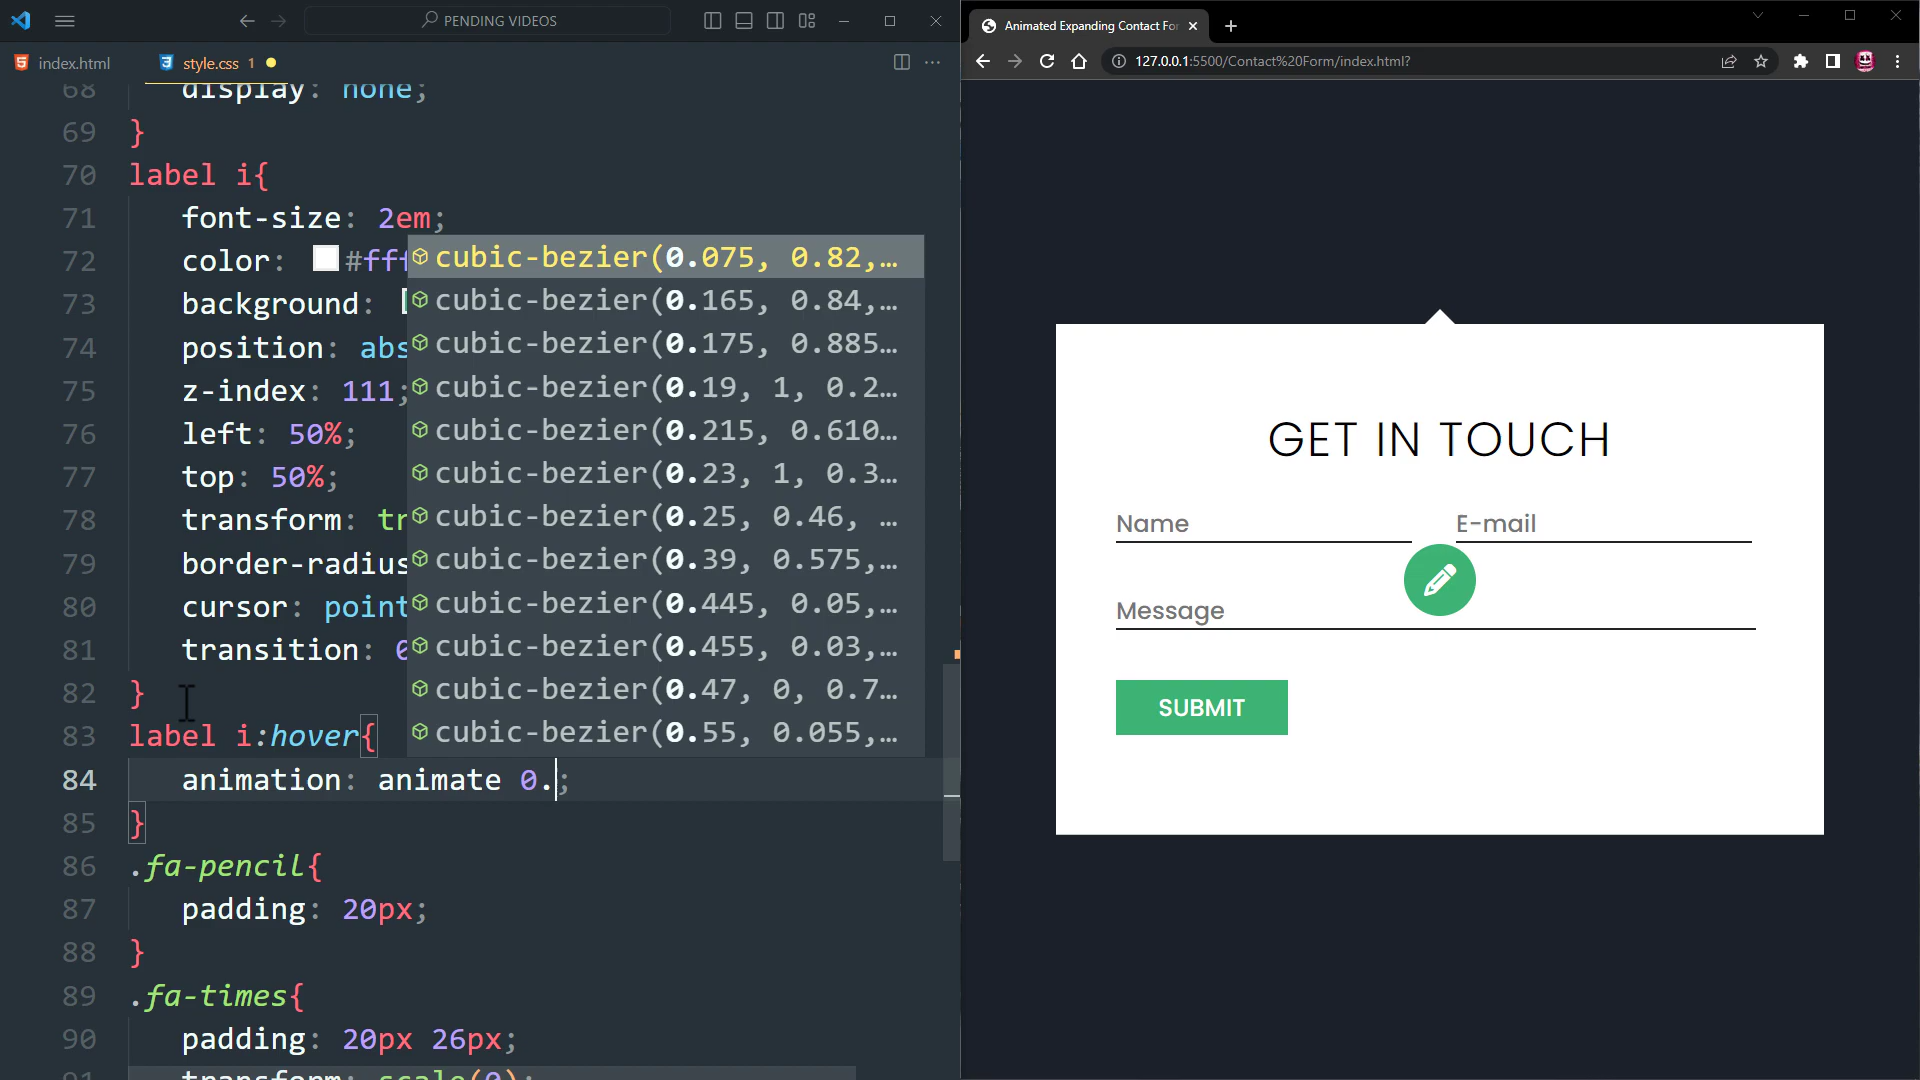 PENDING VIDEOS
index.html
style.css 1
68 display: none;
69 }
70 label i{
71 font-size: 2em;
72 color: #fff
73 background:
74 position: abs
75 z-index: 111;
76 left: 50%;
77 top: 50%;
78 transform: tr
79 border-radius
80 cursor: point
81 transition: 0
82 }
83 label i:hover{
84 animation: animate 0.;
85 }
86 .fa-pencil{
87 padding: 20px;
88 }
89 .fa-times{
90 padding: 20px 26px;
91 transform: scale(0);
cubic-bezier(0.075, 0.82,…
cubic-bezier(0.165, 0.84,…
cubic-bezier(0.175, 0.885…
cubic-bezier(0.19, 1, 0.2…
cubic-bezier(0.215, 0.610…
cubic-bezier(0.23, 1, 0.3…
cubic-bezier(0.25, 0.46, …
cubic-bezier(0.39, 0.575,…
cubic-bezier(0.445, 0.05,…
cubic-bezier(0.455, 0.03,…
cubic-bezier(0.47, 0, 0.7…
cubic-bezier(0.55, 0.055,…
Animated Expanding Contact For
127.0.0.1:5500/Contact%20Form/index.html?
GET IN TOUCH
Name
E-mail
Message
SUBMIT